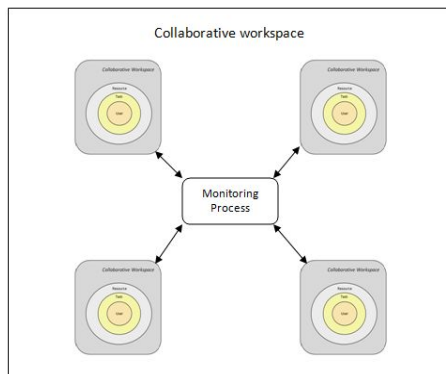 Collaborative workspace
Collaborative Workspace
Resource
Task
User
Collaborative Workspace
Resource
Task
User
Monitoring
Process
Collaborative Workspace
Resource
Task
User
Collaborative Workspace
Resource
Task
User